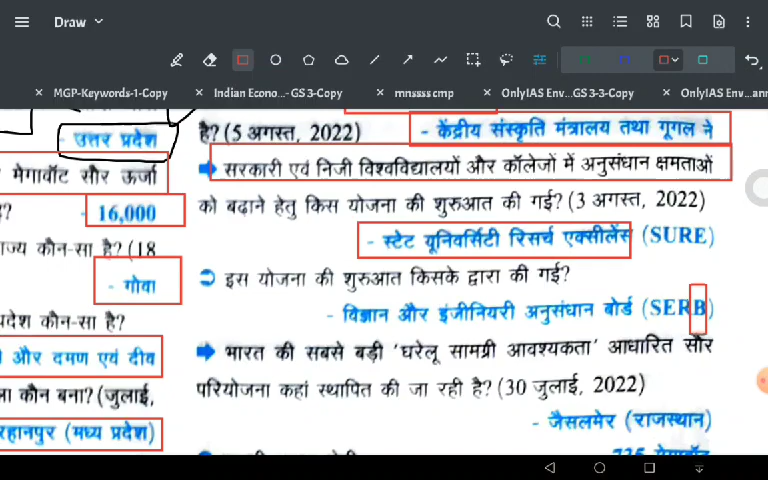 Draw
MGP-Keywords-1-Copy
Indian Econo...- GS 3-Copy
mnssss cmp
OnlyIAS Env...G S-3-Copy
OnlyIAS Env...anr
- उत्तर प्रदेश
मेगावॉट सौर ऊर्जा
है?
- 16,000
ज्य कौन-सा है? (18
- गोवा
प्रदेश कौन-सा है?
और दमण एवं दीव
ला कौन बना? (जुलाई,
रहानपुर (मध्य प्रदेश)
है? (5 अगस्त, 2022)
- केंद्रीय संस्कृति मंत्रालय तथा गूगल ने
सरकारी एवं निजी विश्वविद्यालयों और कॉलेजों में अनुसंधान क्षमताओं
को बढ़ाने हेतु किस योजना की शुरुआत की गई? (3 अगस्त, 2022)
- स्टेट यूनिवर्सिटी रिसर्च एक्सीलेंस (SURE)
इस योजना की शुरुआत किसके द्वारा की गई?
- विज्ञान और इंजीनियरी अनुसंधान बोर्ड (SERB)
भारत की सबसे बड़ी 'घरेलू सामग्री आवश्यकता' आधारित सौर
परियोजना कहां स्थापित की जा रही है? (30 जुलाई, 2022)
- जैसलमेर (राजस्थान)